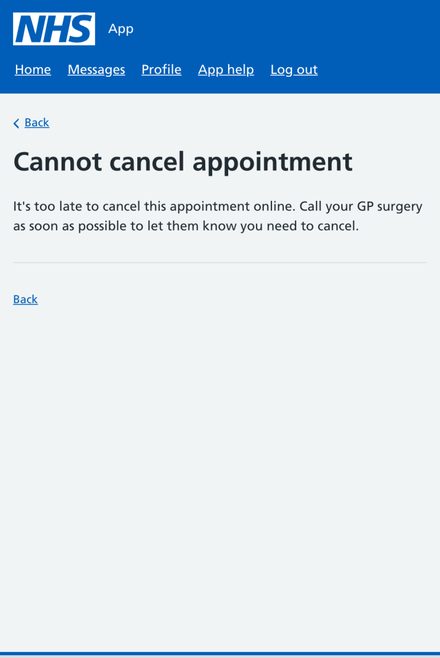 NHS App
Home Messages Profile App help Log out
Back
Cannot cancel appointment
It's too late to cancel this appointment online. Call your GP surgery
as soon as possible to let them know you need to cancel.
Back